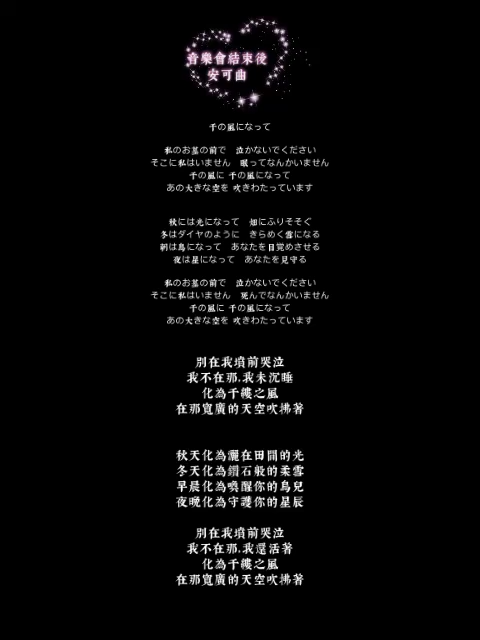 音樂會結束後
安可曲
千の風になって
私のお墓の前で　泣かないでください
そこに私はいません　眠ってなんかいません
千の風に 千の風になって
あの大きな空を 吹きわたっています
秋には光になって　畑にふりそそぐ
冬はダイヤのように　きらめく雪になる
朝は鳥になって　あなたを目覚めさせる
夜は星になって　あなたを見守る
私のお墓の前で　泣かないでください
そこに私はいません　死んでなんかいません
千の風に 千の風になって
あの大きな空を 吹きわたっています
別在我墳前哭泣
我不在那,我未沉睡
化為千縷之風
在那寬廣的天空吹拂著
秋天化為灑在田間的光
冬天化為鑽石般的柔雪
早晨化為喚醒你的鳥兒
夜晚化為守護你的星辰
別在我墳前哭泣
我不在那,我還活著
化為千縷之風
在那寬廣的天空吹拂著